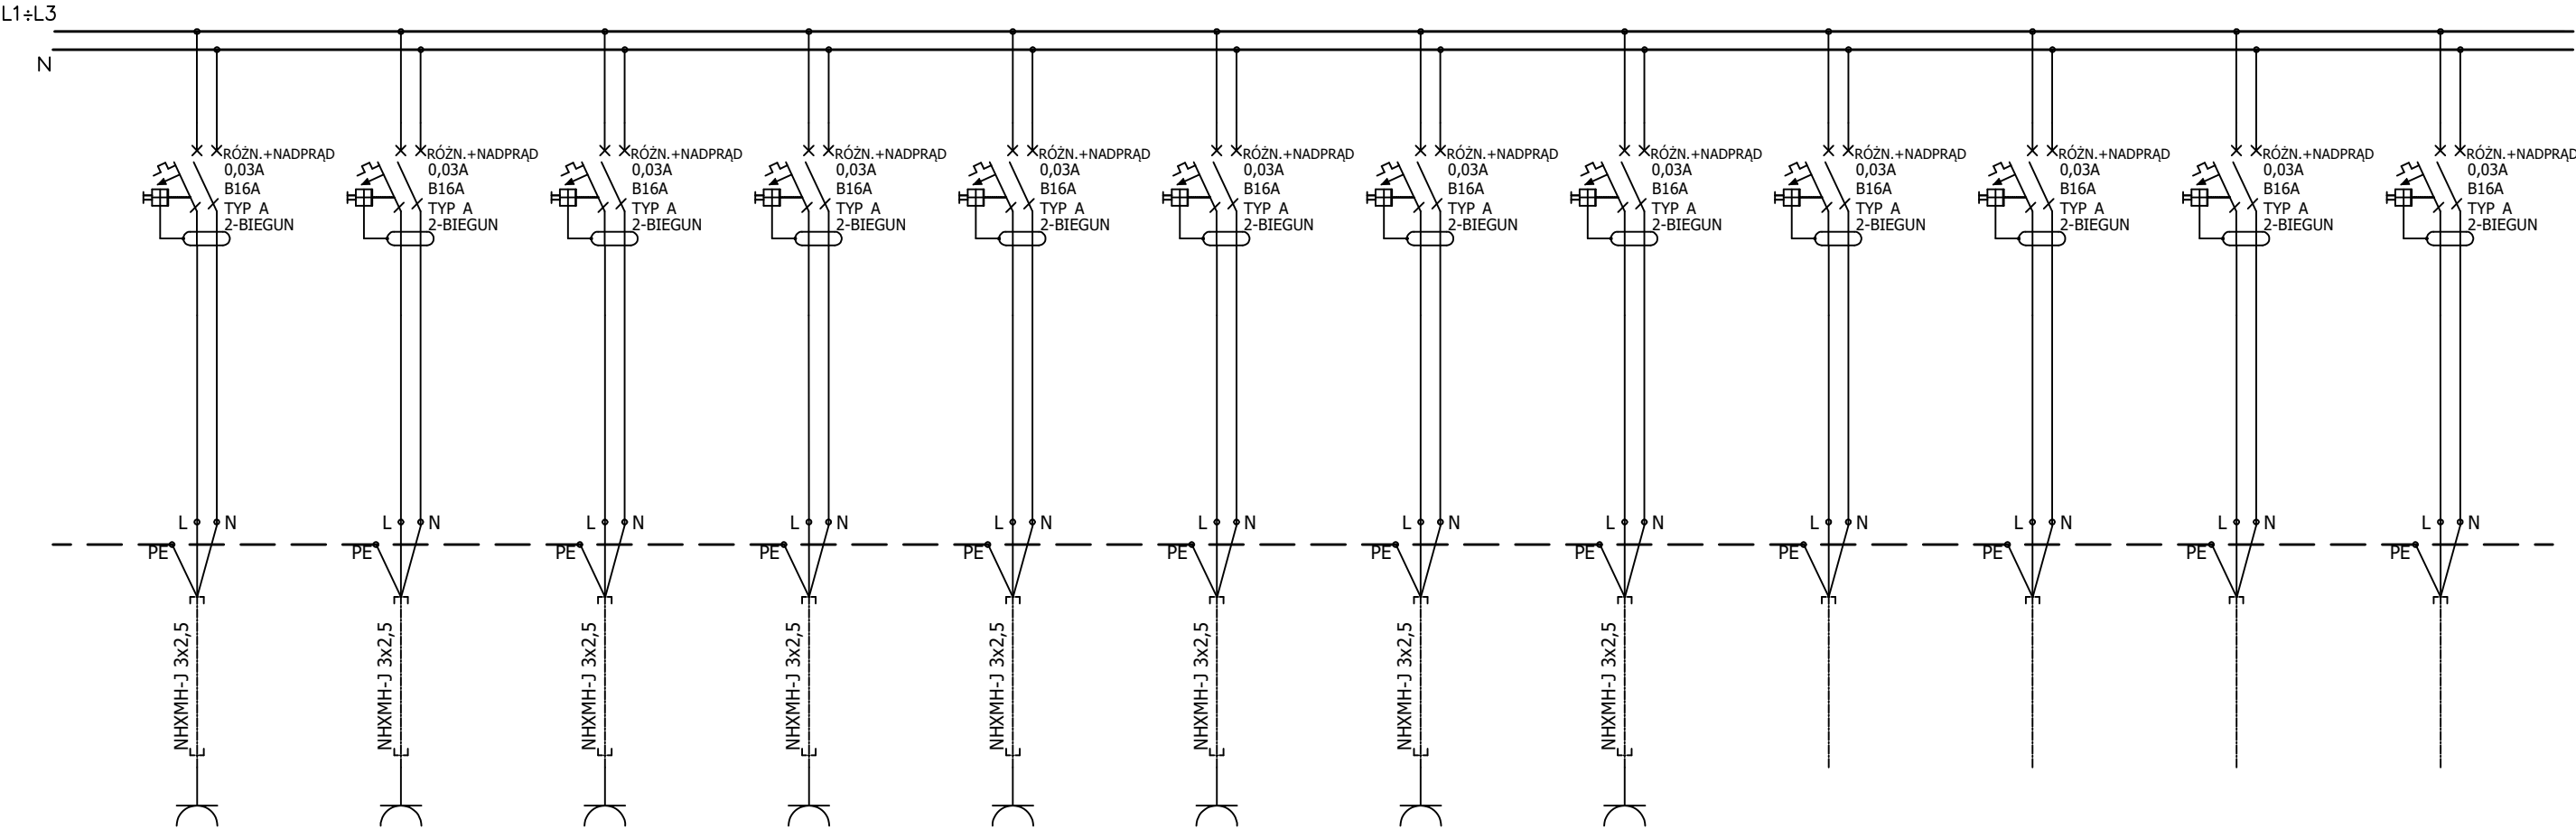 L1÷L3
N
RÓŻN.+NADPRĄD
0,03A
B16A
TYP A
2-BIEGUN
RÓŻN.+NADPRĄD
0,03A
B16A
TYP A
2-BIEGUN
RÓŻN.+NADPRĄD
0,03A
B16A
TYP A
2-BIEGUN
RÓŻN.+NADPRĄD
0,03A
B16A
TYP A
2-BIEGUN
RÓŻN.+NADPRĄD
0,03A
B16A
TYP A
2-BIEGUN
RÓŻN.+NADPRĄD
0,03A
B16A
TYP A
2-BIEGUN
RÓŻN.+NADPRĄD
0,03A
B16A
TYP A
2-BIEGUN
RÓŻN.+NADPRĄD
0,03A
B16A
TYP A
2-BIEGUN
RÓŻN.+NADPRĄD
0,03A
B16A
TYP A
2-BIEGUN
RÓŻN.+NADPRĄD
0,03A
B16A
TYP A
2-BIEGUN
RÓŻN.+NADPRĄD
0,03A
B16A
TYP A
2-BIEGUN
RÓŻN.+NADPRĄD
0,03A
B16A
TYP A
2-BIEGUN
L N
L N
L N
L N
L N
L N
L N
L N
L N
L N
L N
L N
PE
PE
PE
PE
PE
PE
PE
PE
PE
PE
PE
PE
NHXMH-J 3x2,5
NHXMH-J 3x2,5
NHXMH-J 3x2,5
NHXMH-J 3x2,5
NHXMH-J 3x2,5
NHXMH-J 3x2,5
NHXMH-J 3x2,5
NHXMH-J 3x2,5